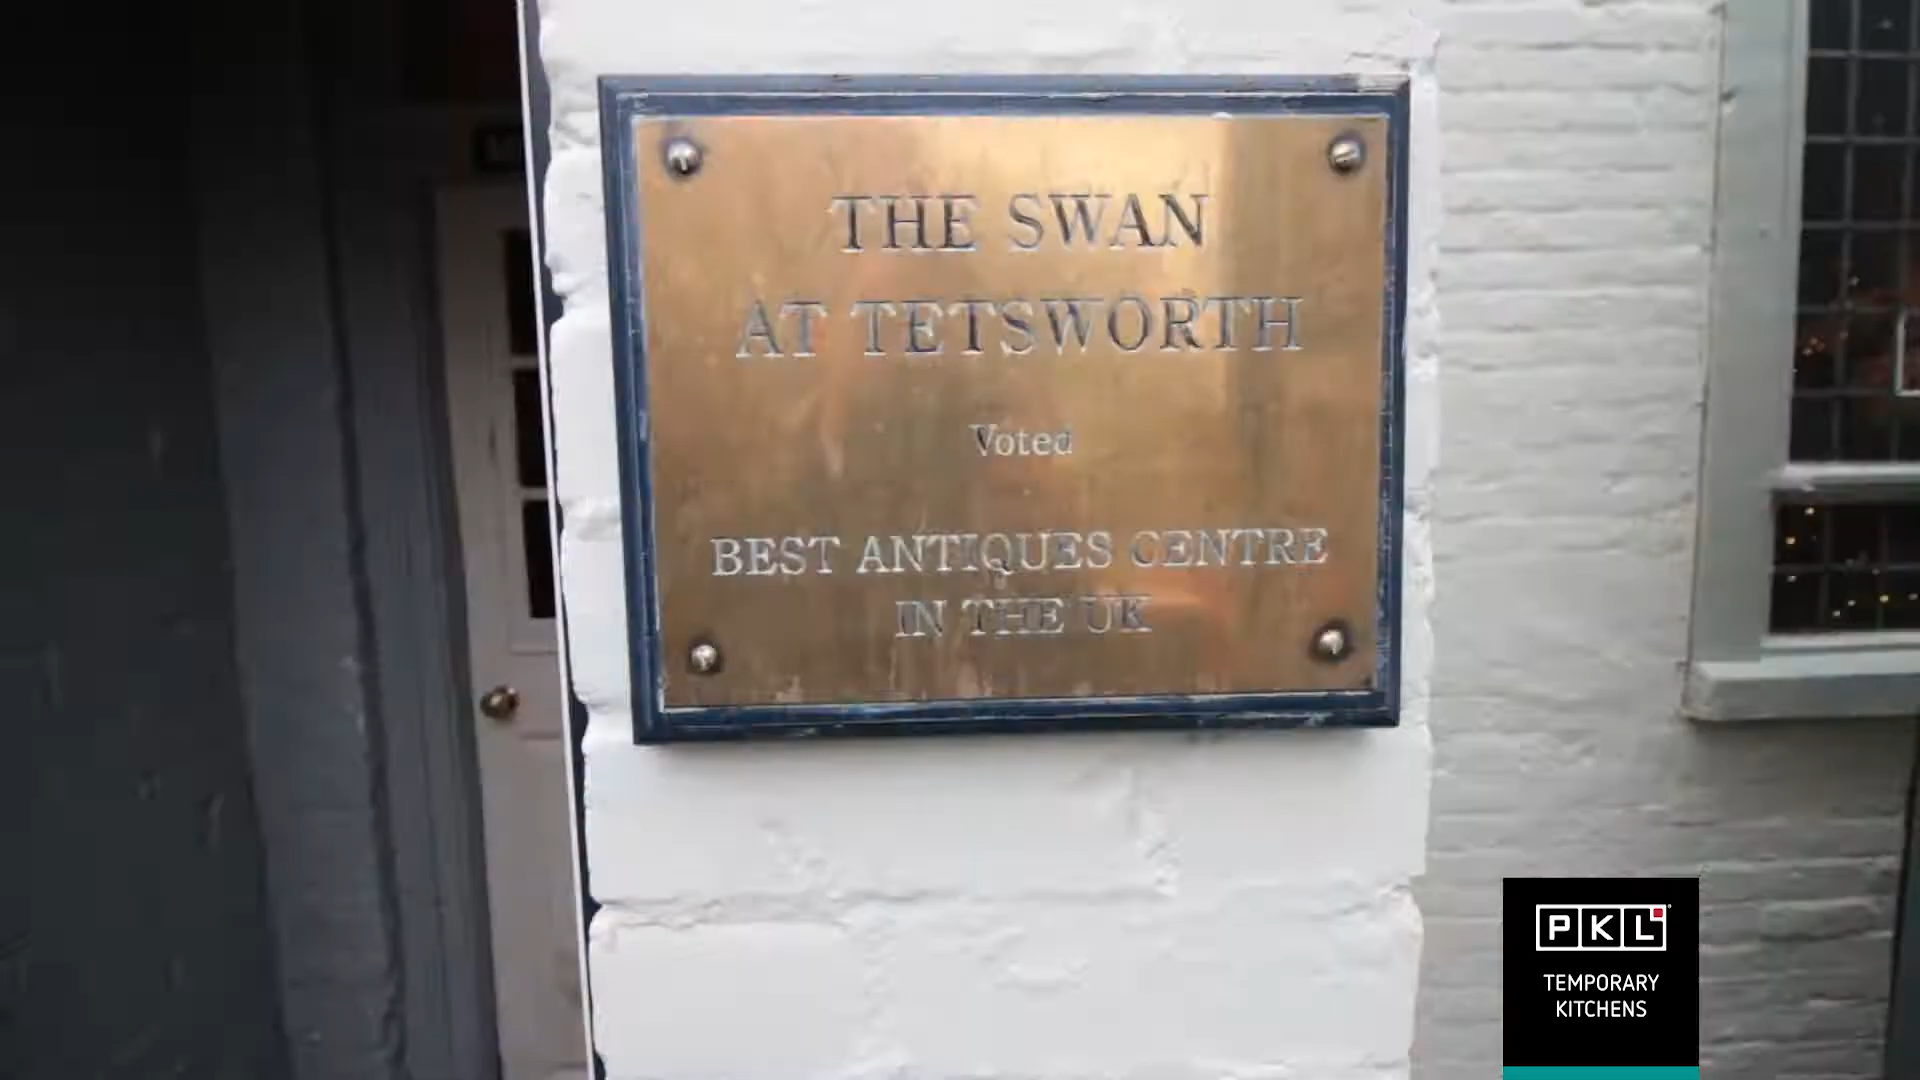 THE SWAN
AT TETSWORTH
Voted
BEST ANTIQUES CENTRE
IN THE UK
PKL
TEMPORARY
KITCHENS